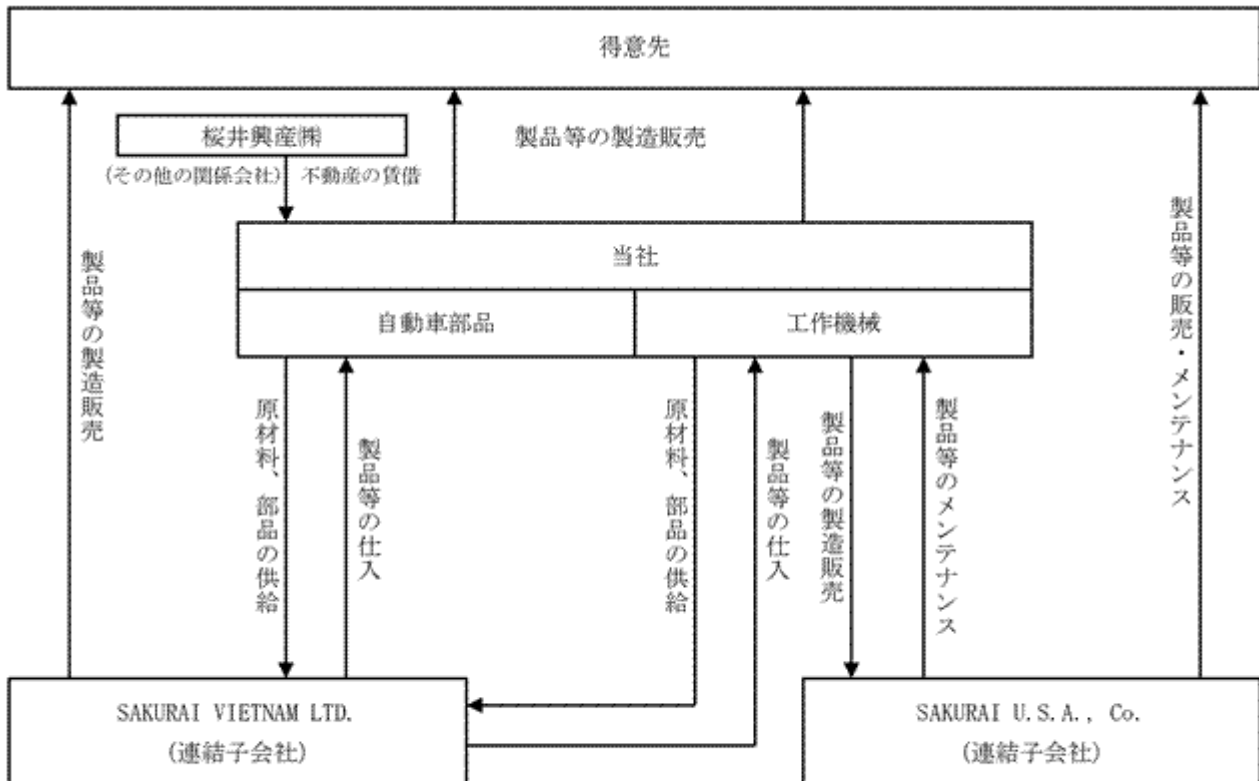 得意先
桜井興産㈱
(その他の関係会社)
不動産の賃借
製品等の製造販売
当社
自動車部品
工作機械
製品等の製造販売
原材料、部品の供給
製品等の仕入
原材料、部品の供給
製品等の仕入
製品等の製造販売
製品等のメンテナンス
製品等の販売・メンテナンス
SAKURAI VIETNAM LTD.
(連結子会社)
SAKURAI U.S.A., Co.
(連結子会社)